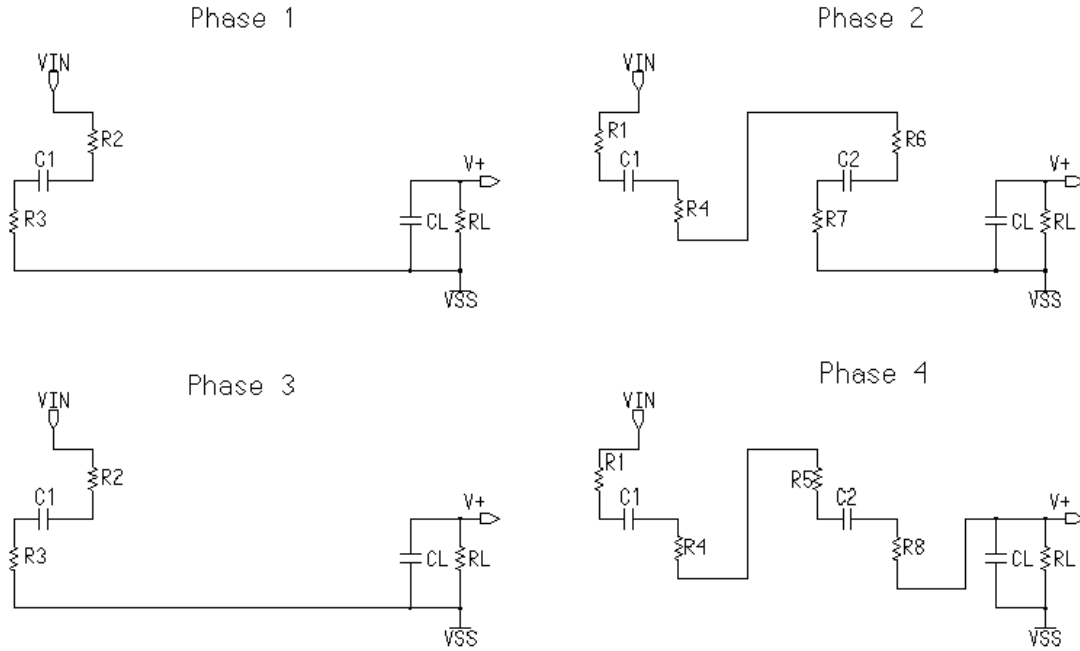 Phase 1
VIN
R2
C1
R3
V+
CL
RL
VSS
Phase 2
VIN
R1
C1
R4
R6
C2
R7
V+
CL
RL
VSS
Phase 3
VIN
R2
C1
R3
V+
CL
RL
VSS
Phase 4
VIN
R1
C1
R4
R5
C2
R8
V+
CL
RL
VSS